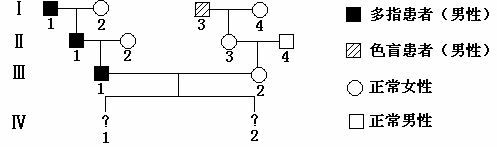 I 1 2 3 4 多指患者（男性）
II 1 2 3 4 色盲患者（男性）
III 1 2 正常女性
IV ? 1 ? 2 正常男性